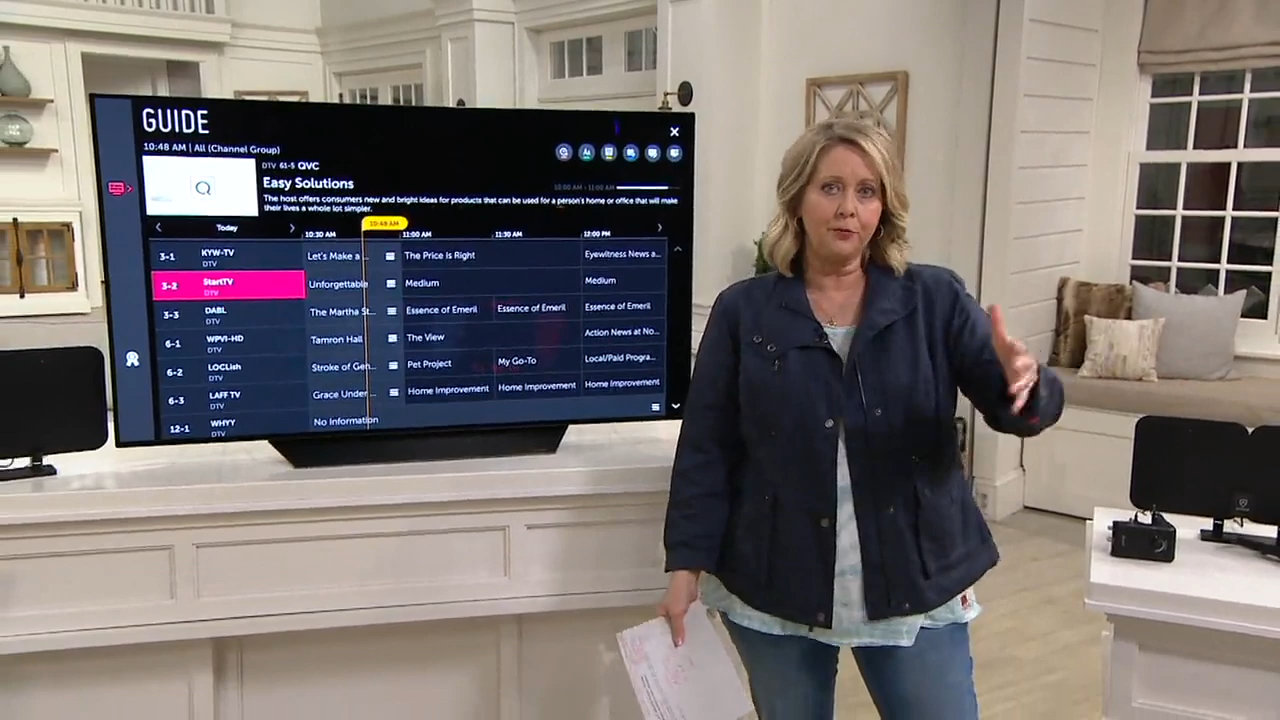 GUIDE
10:48 AM | All (Channel Group)
DTV 61-5 QVC
Easy Solutions
10:00 AM - 11:00 AM
The host offers consumers new and bright ideas for products that can be used for a person's home or office that will make
their lives a whole lot simpler.
Q
10:48 AM
Today 10:30 AM 11:00 AM 11:30 AM 12:00 PM
3-1 KYW-TV DTV Let's Make a ... The Price Is Right Eyewitness News a...
3-2 StartTV DTV Unforgettable Medium Medium
3-3 DABL DTV The Martha St... Essence of Emeril Essence of Emeril Essence of Emeril
6-1 WPVI-HD DTV Tamron Hall The View Action News at No...
6-2 LOCLish DTV Stroke of Gen... Pet Project My Go-To Local/Paid Progra...
6-3 LAFF TV DTV Grace Under... Home Improvement Home Improvement Home Improvement
12-1 WHYY DTV No information